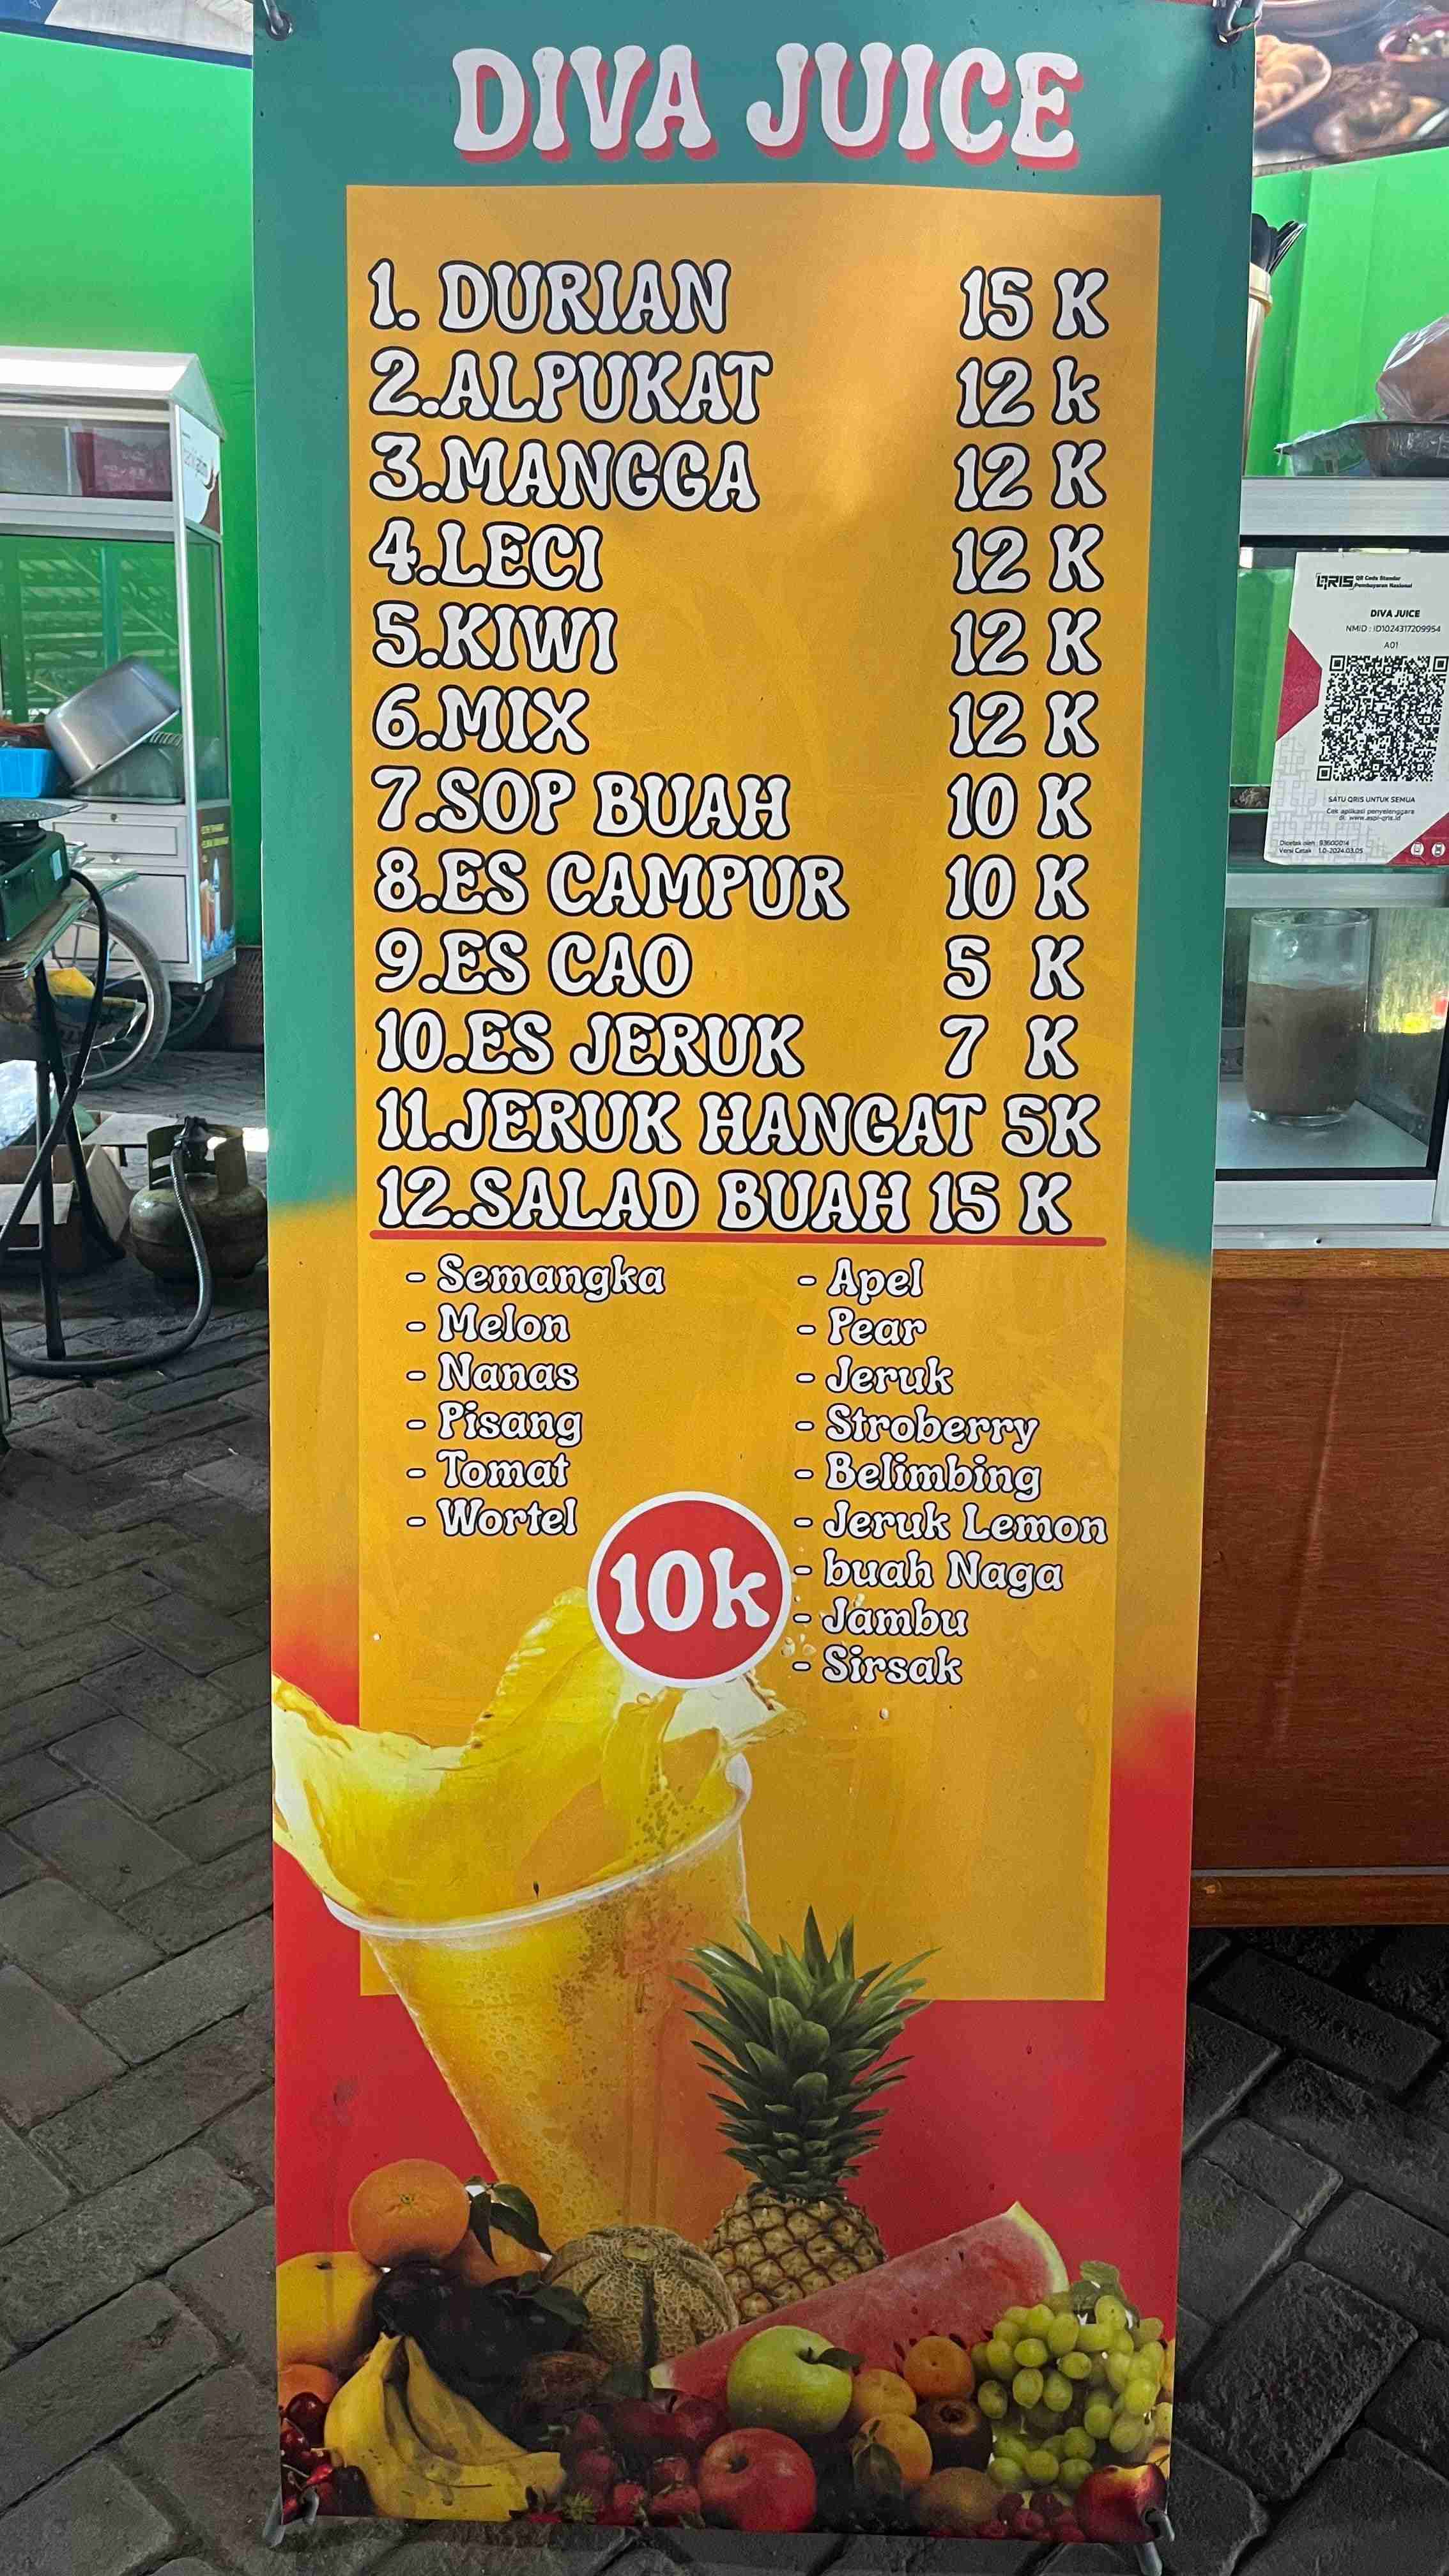 DIVA JUICE
1. DURIAN 15 K
2.ALPUKAT 12 k
3.MANGGA 12 K
4.LECI 12 K
5.KIWI 12 K
6.MIX 12 K
7.SOP BUAH 10 K
8.ES CAMPUR 10 K
9.ES CAO 5 K
10.ES JERUK 7 K
11.JERUK HANGAT 5K
12.SALAD BUAH 15 K
- Semangka
- Melon
- Nanas
- Pisang
- Tomat
- Wortel
- Apel
- Pear
- Jeruk
- Stroberry
- Belimbing
- Jeruk Lemon
- buah Naga
- Jambu
- Sirsak
10k
QRIS QR Code Standar
Pembayaran Nasional
DIVA JUICE
NMID : ID1024317209954
A01
SATU QRIS UNTUK SEMUA
Cek aplikasi penyelenggara
di: www.aspi-qris.id
Dicetak oleh : 93600014
Versi Cetak : 1.0-2024.03.05